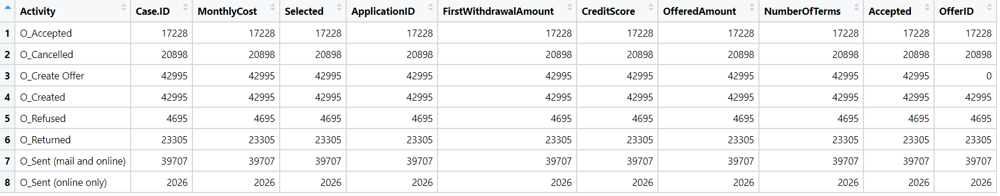 Activity Case.ID MonthlyCost Selected ApplicationID FirstWithdrawalAmount CreditScore OfferedAmount NumberOfTerms Accepted OfferID
1 O_Accepted 17228 17228 17228 17228 17228 17228 17228 17228 17228 17228
2 O_Cancelled 20898 20898 20898 20898 20898 20898 20898 20898 20898 20898
3 O_Create Offer 42995 42995 42995 42995 42995 42995 42995 42995 42995 0
4 O_Created 42995 42995 42995 42995 42995 42995 42995 42995 42995 42995
5 O_Refused 4695 4695 4695 4695 4695 4695 4695 4695 4695 4695
6 O_Returned 23305 23305 23305 23305 23305 23305 23305 23305 23305 23305
7 O_Sent (mail and online) 39707 39707 39707 39707 39707 39707 39707 39707 39707 39707
8 O_Sent (online only) 2026 2026 2026 2026 2026 2026 2026 2026 2026 2026